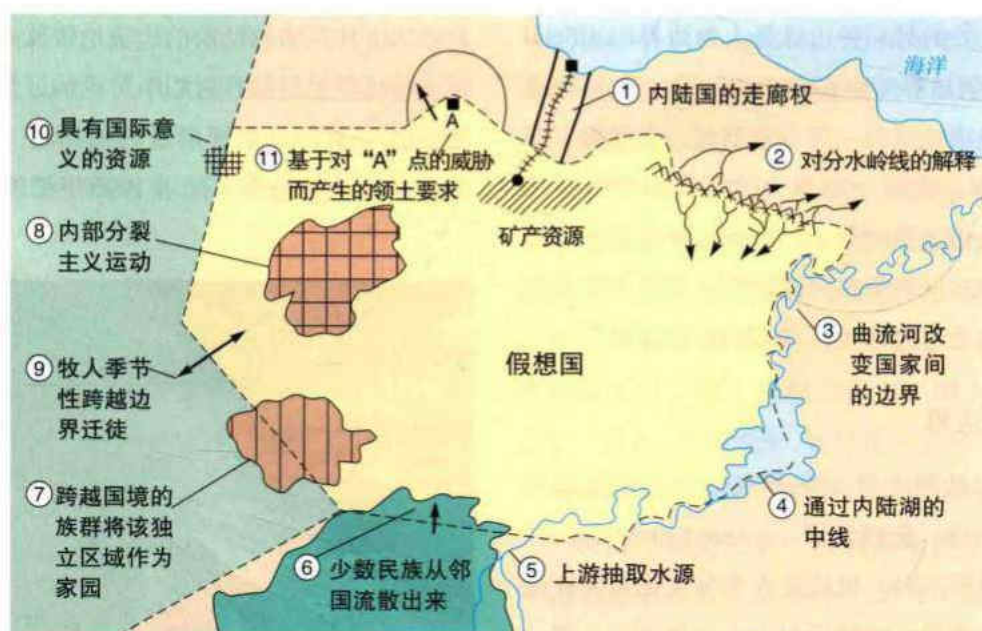 海洋
① 内陆国的走廊权
② 对分水岭线的解释
③ 曲流河改
变国家间
的边界
④ 通过内陆湖的
中线
⑤ 上游抽取水源
⑥ 少数民族从邻
国流散出来
⑦ 跨越国境的
族群将该独
立区域作为
家园
⑧ 内部分裂
主义运动
⑨ 牧人季节
性跨越边
界迁徙
⑩ 具有国际意
义的资源
⑪ 基于对“A”点的威胁
而产生的领土要求
A
矿产资源
假想国